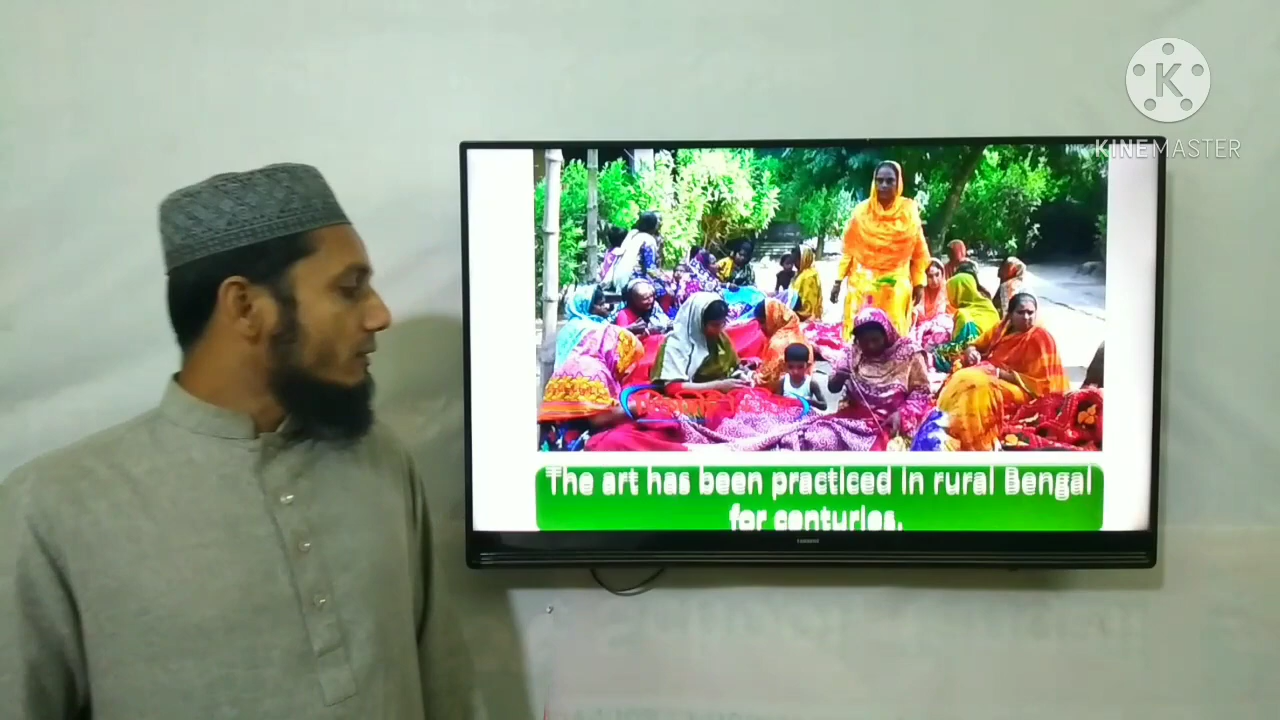 K
KINEMASTER
The art has been practiced in rural Bengal
for centuries.